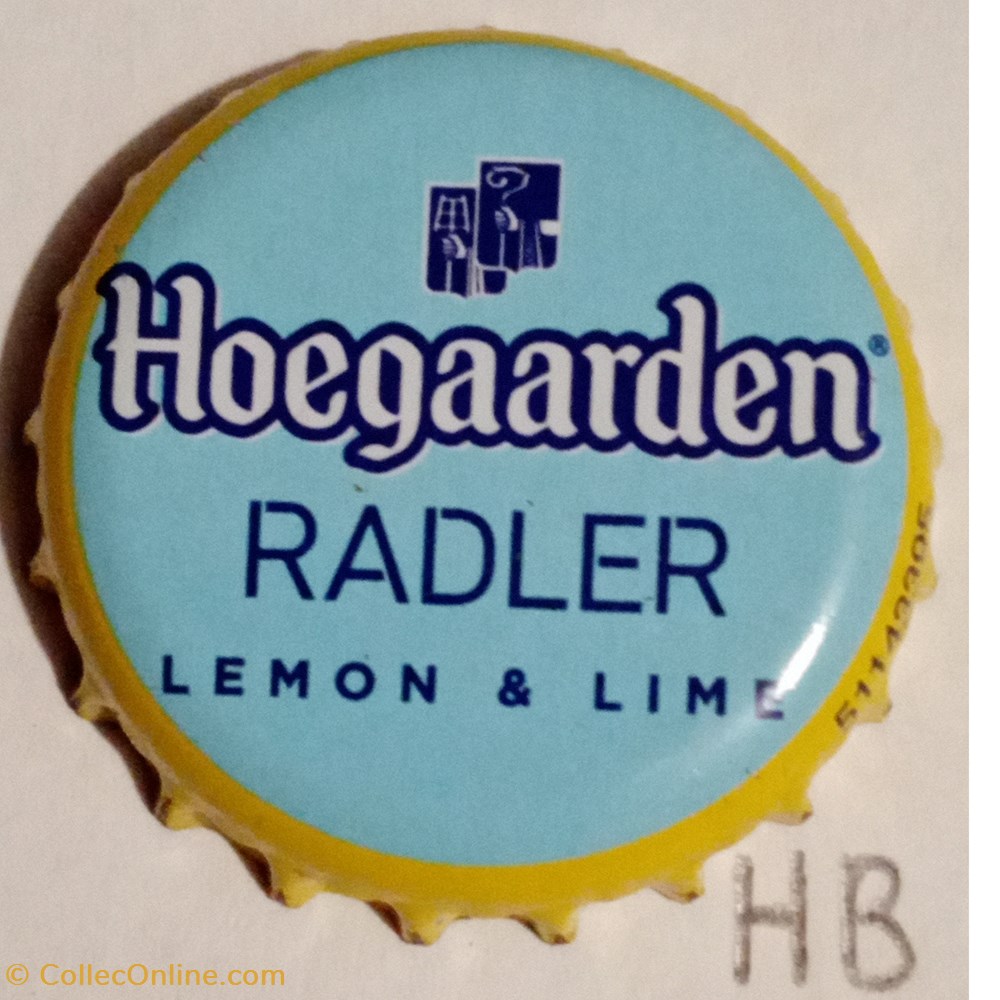 Hoegaarden®
RADLER
LEMON & LIME
HB
© CollecOnline.com